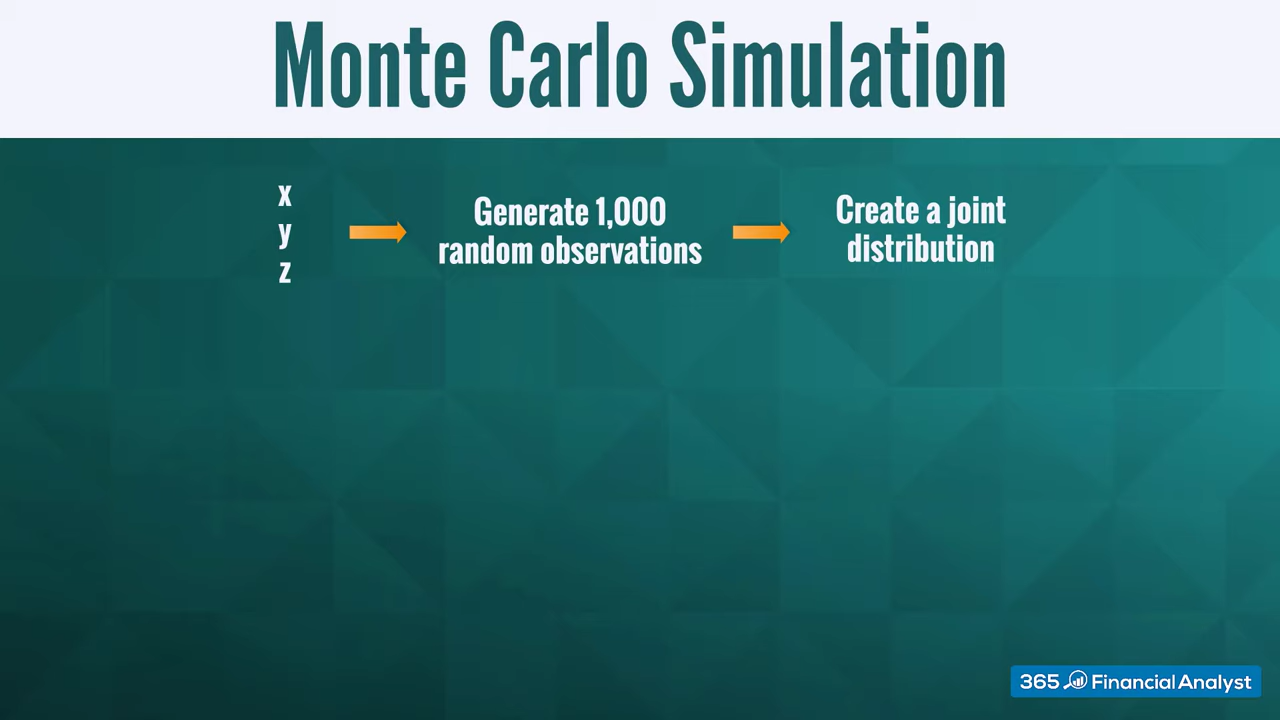 Monte Carlo Simulation
x
y
z
Generate 1,000
random observations
Create a joint
distribution
365 Financial Analyst